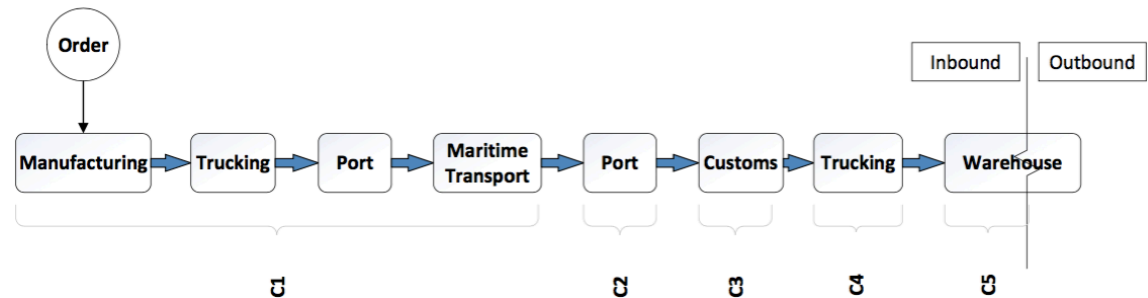 Order
Inbound
Outbound
Manufacturing
Trucking
Port
Maritime
Transport
Port
Customs
Trucking
Warehouse
C1
C2
C3
C4
C5